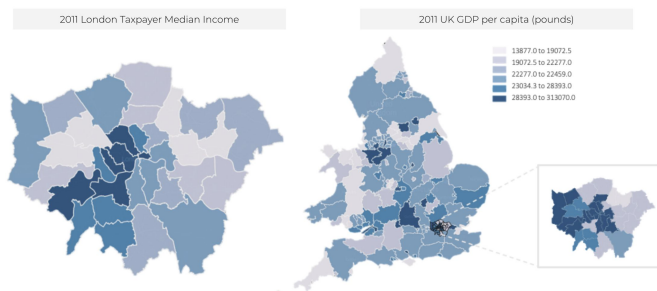 2011 London Taxpayer Median Income
2011 UK GDP per capita (pounds)
13877.0 to 19072.5
19072.5 to 22277.0
22277.0 to 22459.0
23034.3 to 28393.0
28393.0 to 313070.0